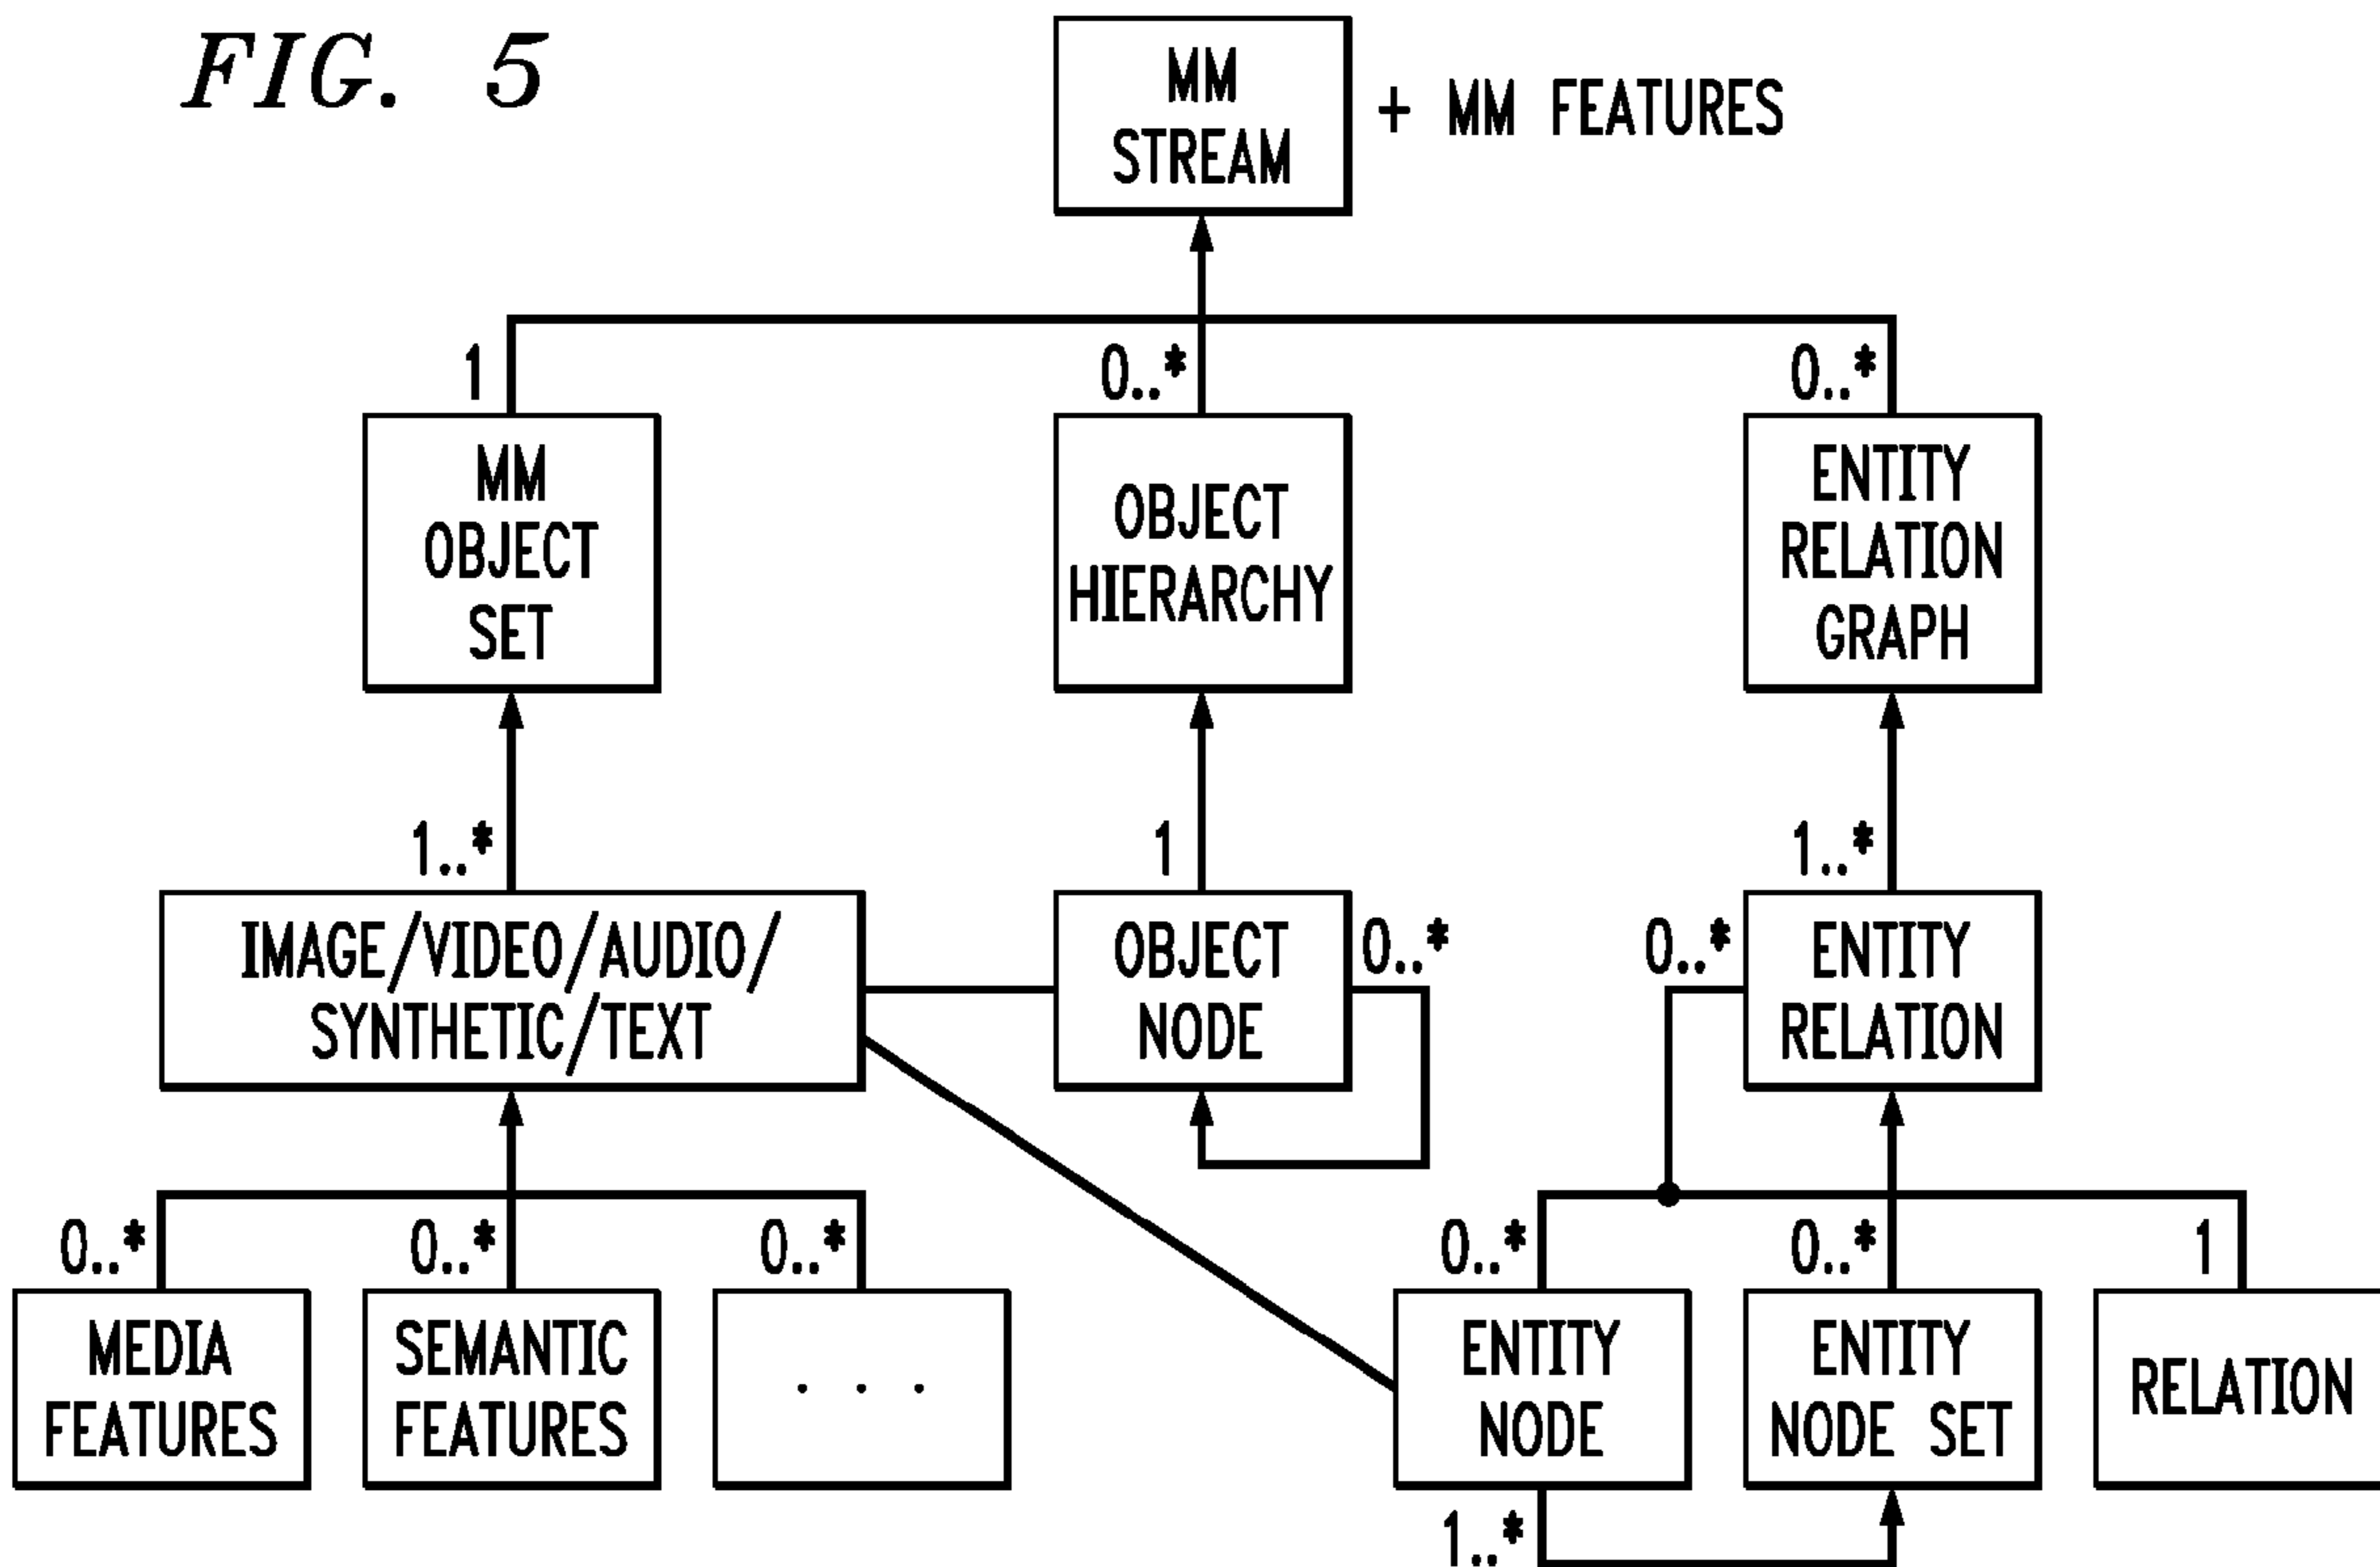 FIG. 5
MM
STREAM
+ MM FEATURES
1
0..*
0..*
MM
OBJECT
SET
OBJECT
HIERARCHY
ENTITY
RELATION
GRAPH
1..*
1
1..*
IMAGE/VIDEO/AUDIO/
SYNTHETIC/TEXT
OBJECT
NODE
0..*
0..*
ENTITY
RELATION
0..*
0..*
0..*
0..*
0..*
1
MEDIA
FEATURES
SEMANTIC
FEATURES
. . .
ENTITY
NODE
ENTITY
NODE SET
RELATION
1..*